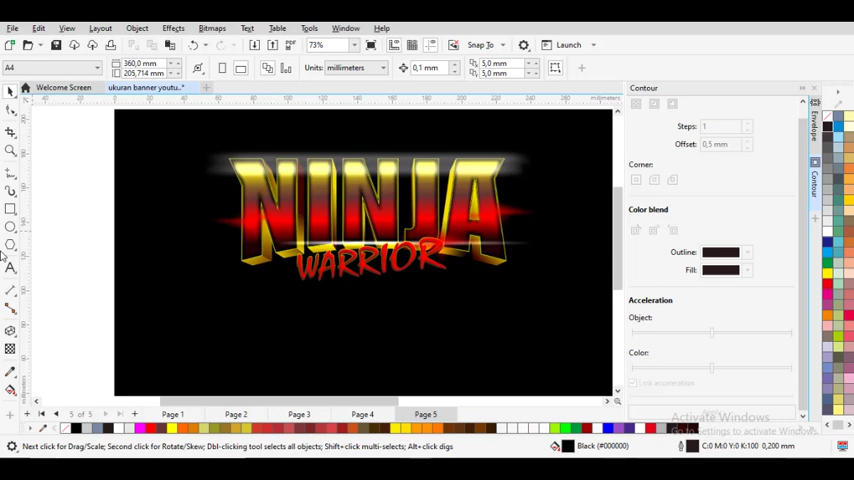 File Edit View Layout Object Effects Bitmaps Text Table Tools Window Help
73% Snap To Launch
A4 360,0 mm 205,714 mm Units: millimeters 0,1 mm 5,0 mm 5,0 mm
Welcome Screen ukuran banner youtu..*
Contour
millimeters
Steps: 1
Offset: 0,5 mm
Corner:
Color blend
Outline:
Fill:
Acceleration
Object:
Color:
Link acceleration
Envelope
Contour
NINJA
WARRIOR
5 of 5 Page 1 Page 2 Page 3 Page 4 Page 5
Activate Windows
Go to Settings to activate Windows.
Next click for Drag/Scale; Second click for Rotate/Skew; Dbl-clicking tool selects all objects; Shift+click multi-selects; Alt+click digs
Black (#000000)
C:0 M:0 Y:0 K:100 0,200 mm